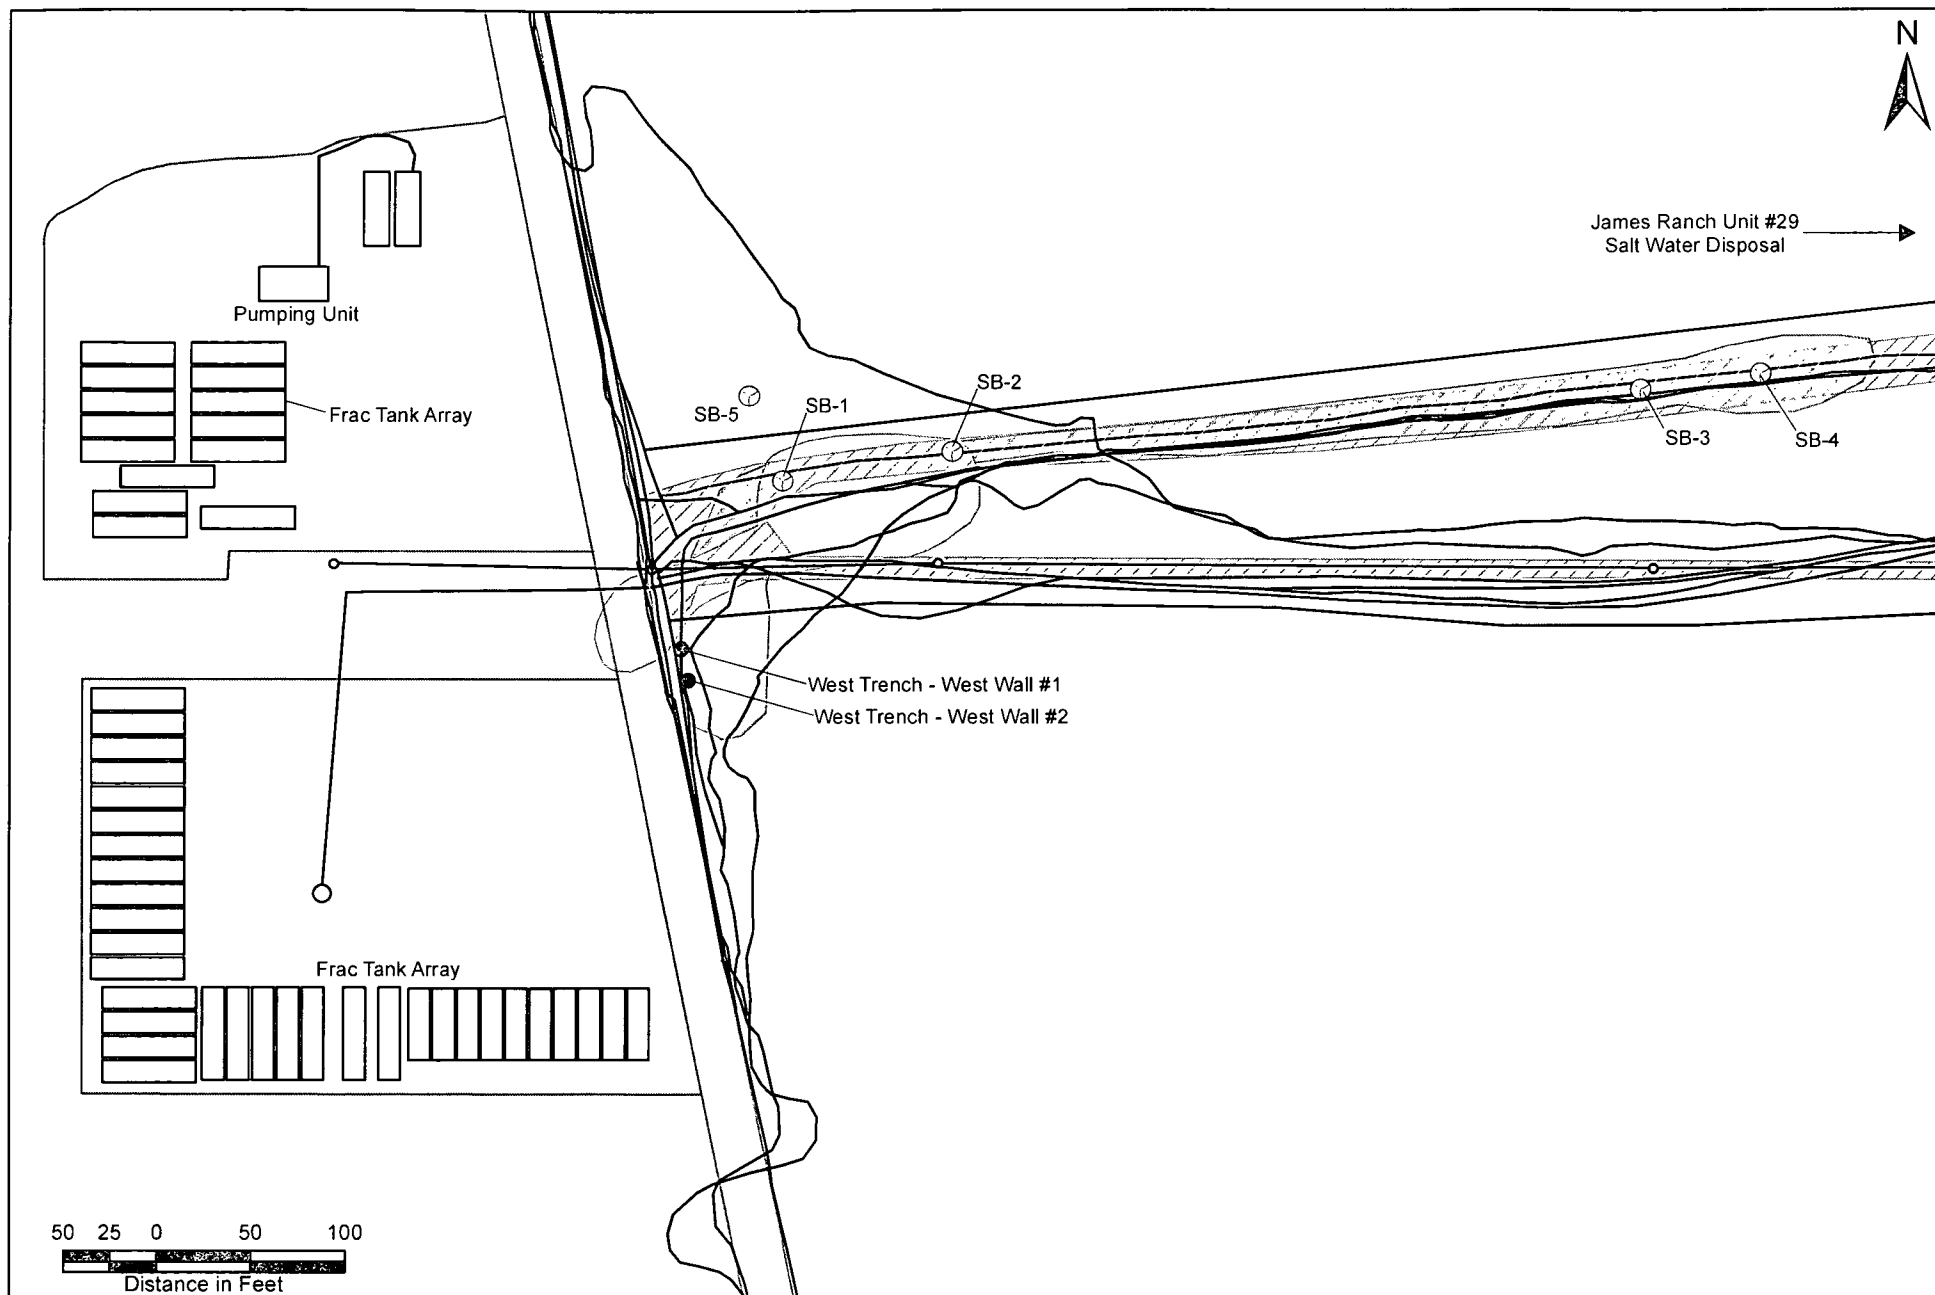 N
James Ranch Unit #29
Salt Water Disposal
Pumping Unit
SB-2
SB-5
SB-1
Frac Tank Array
SB-3
SB-4
West Trench - West Wall #1
West Trench - West Wall #2
Frac Tank Array
50 25 0 50 100
Distance in Feet